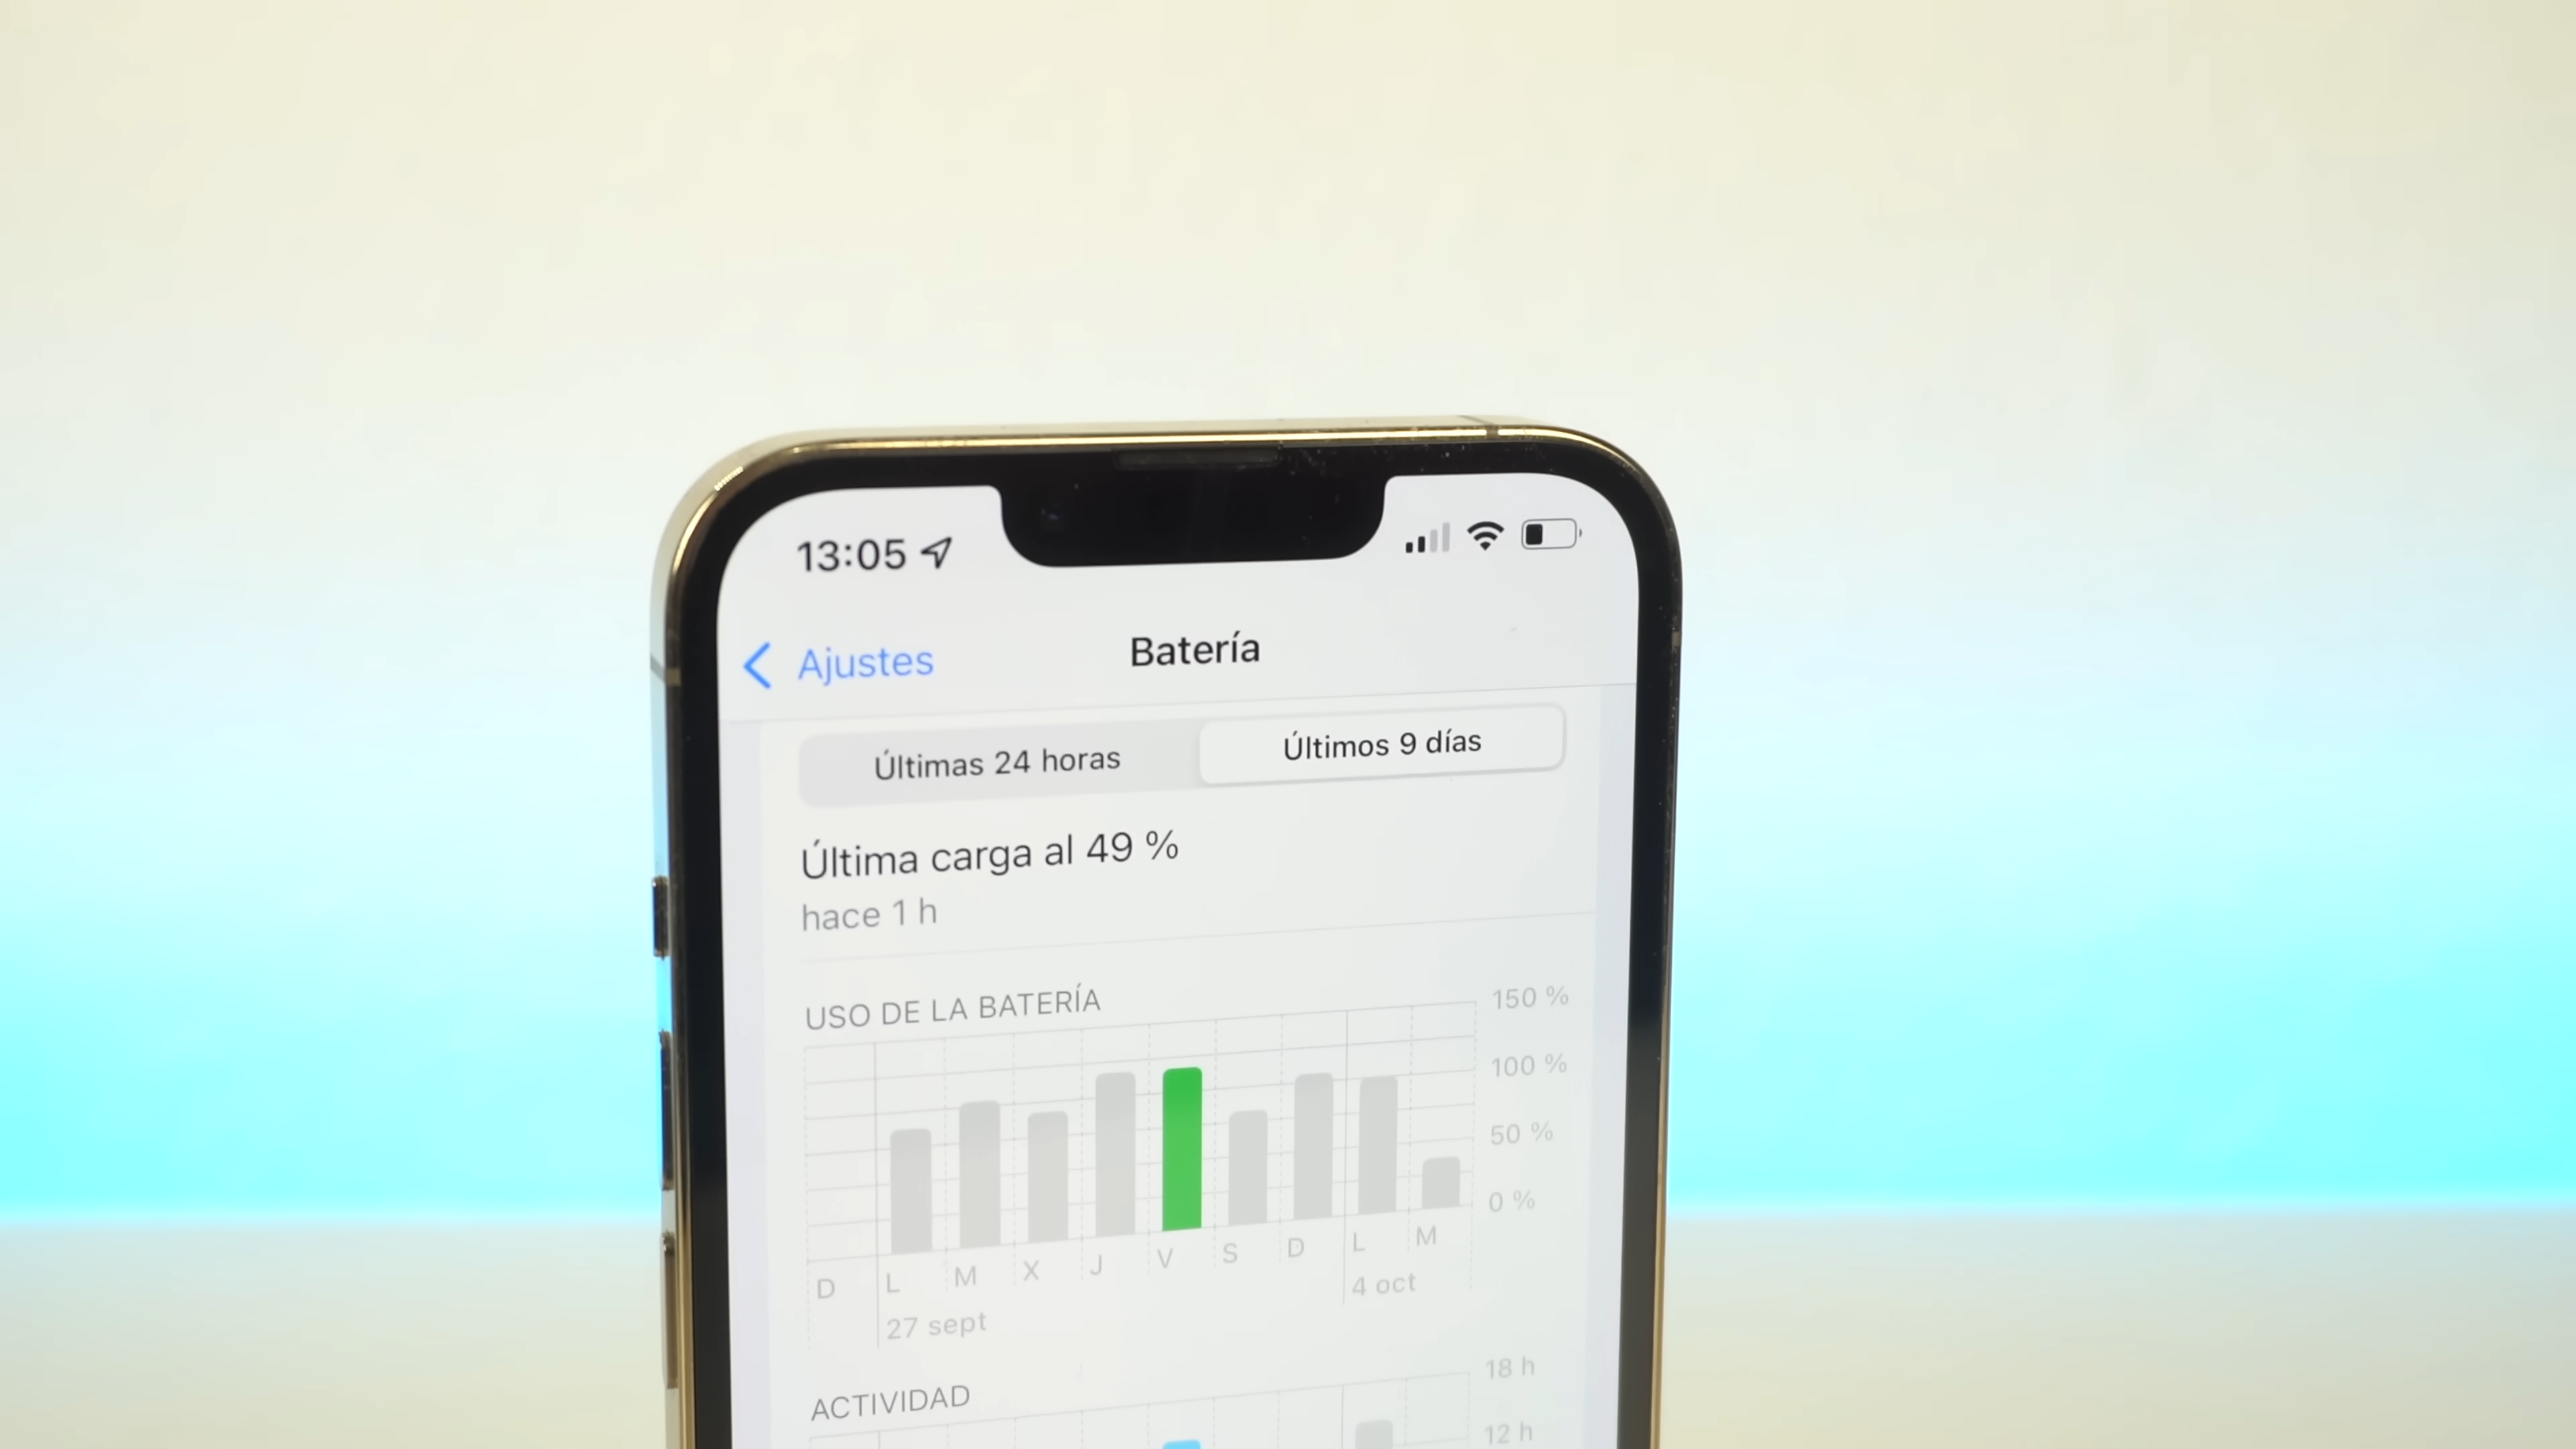 13:05
Ajustes
Batería
Últimas 24 horas
Últimos 9 días
Última carga al 49 %
hace 1 h
USO DE LA BATERÍA
150 %
100 %
50 %
0 %
D L M X J V S D L M
27 sept
4 oct
ACTIVIDAD
18 h
12 h